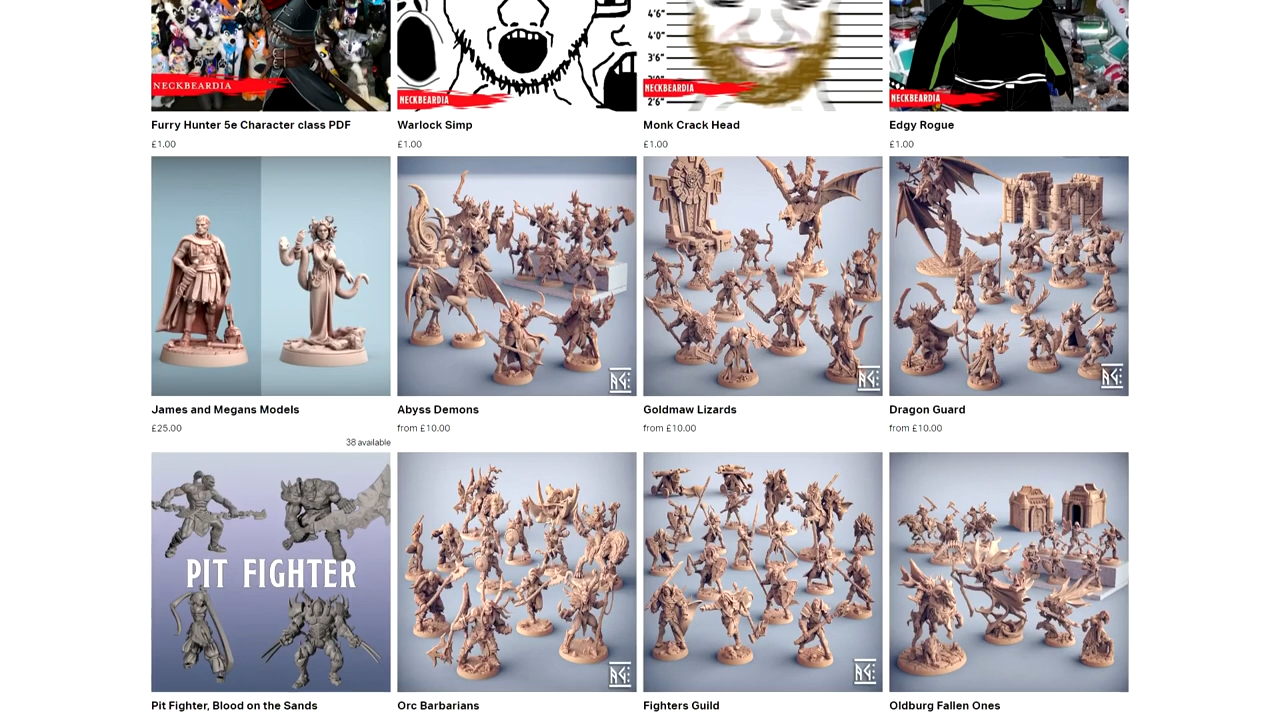 4'6"
4'0"
3'6"
2'6"
NECKBEARDIA
NECKBEARDIA
NECKBEARDIA
NECKBEARDIA
Furry Hunter 5e Character class PDF
£1.00
Warlock Simp
£1.00
Monk Crack Head
£1.00
Edgy Rogue
£1.00
James and Megans Models
£25.00
38 available
Abyss Demons
from £10.00
Goldmaw Lizards
from £10.00
Dragon Guard
from £10.00
PIT FIGHTER
Pit Fighter, Blood on the Sands
Orc Barbarians
Fighters Guild
Oldburg Fallen Ones